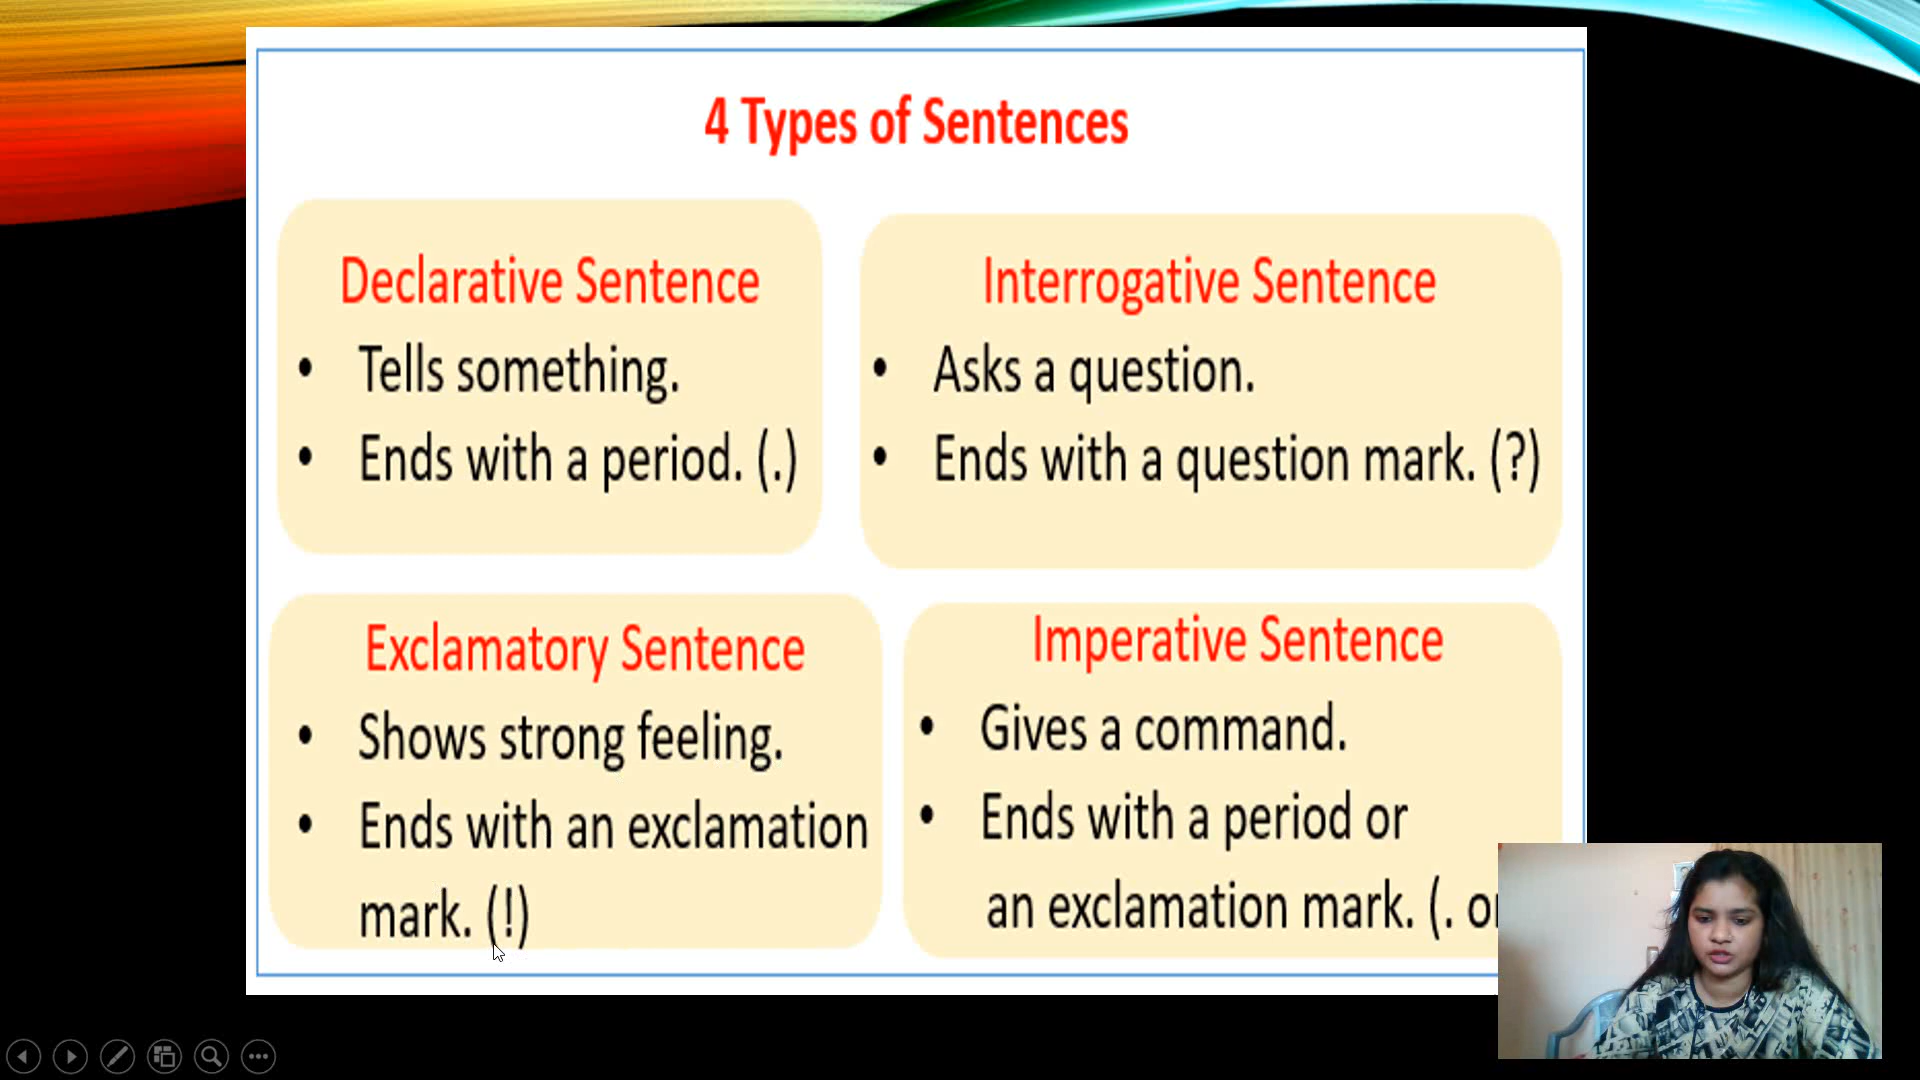 4 Types of Sentences
Declarative Sentence
• Tells something.
• Ends with a period. (.)
Interrogative Sentence
• Asks a question.
• Ends with a question mark. (?)
Exclamatory Sentence
• Shows strong feeling.
• Ends with an exclamation
mark. (!)
Imperative Sentence
• Gives a command.
• Ends with a period or
an exclamation mark. (. or